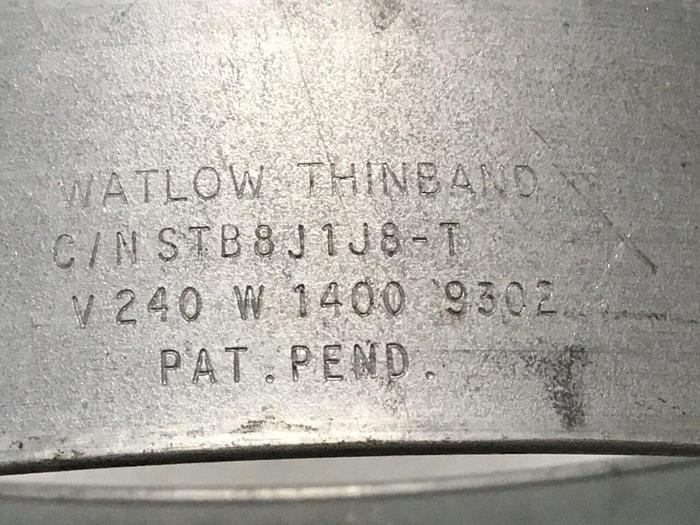 WATLOW THINBAND
C/N STB8J1J8-T
V 240 W 1400 9302
PAT. PEND.